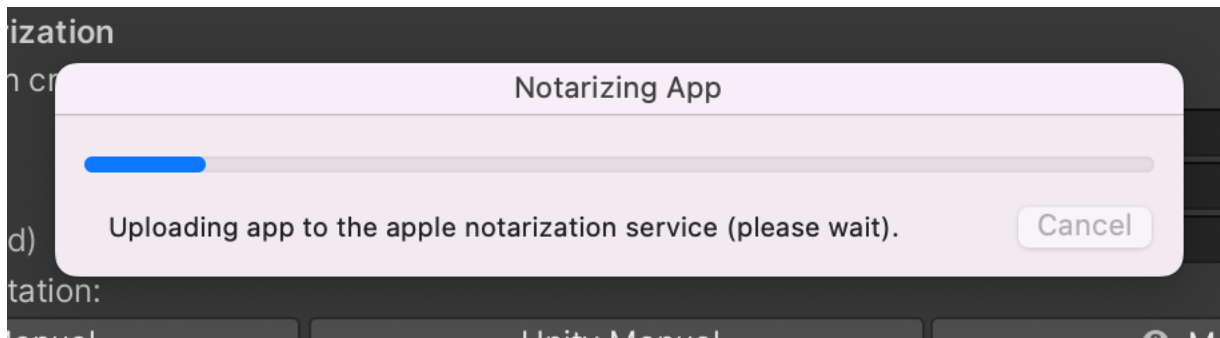 ization
Notarizing App
Uploading app to the apple notarization service (please wait).
Cancel
d)
tation:
Unity Manual